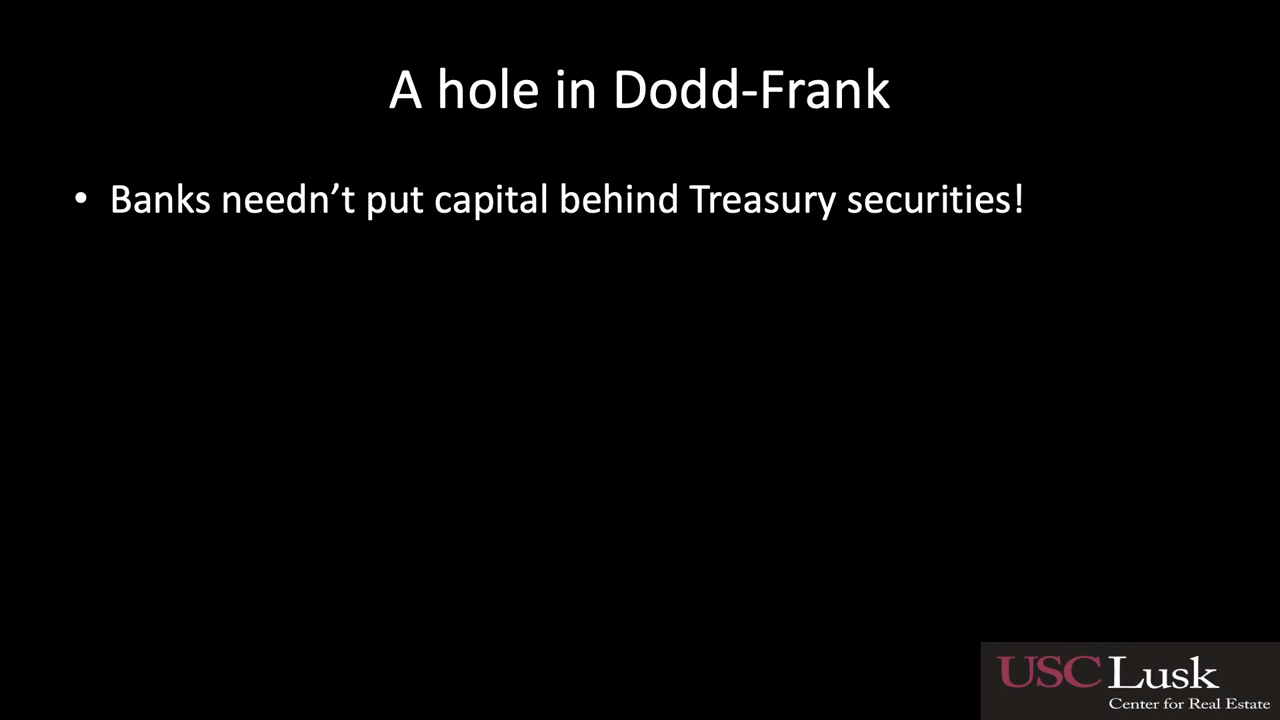 A hole in Dodd-Frank
• Banks needn’t put capital behind Treasury securities!
USC Lusk
Center for Real Estate